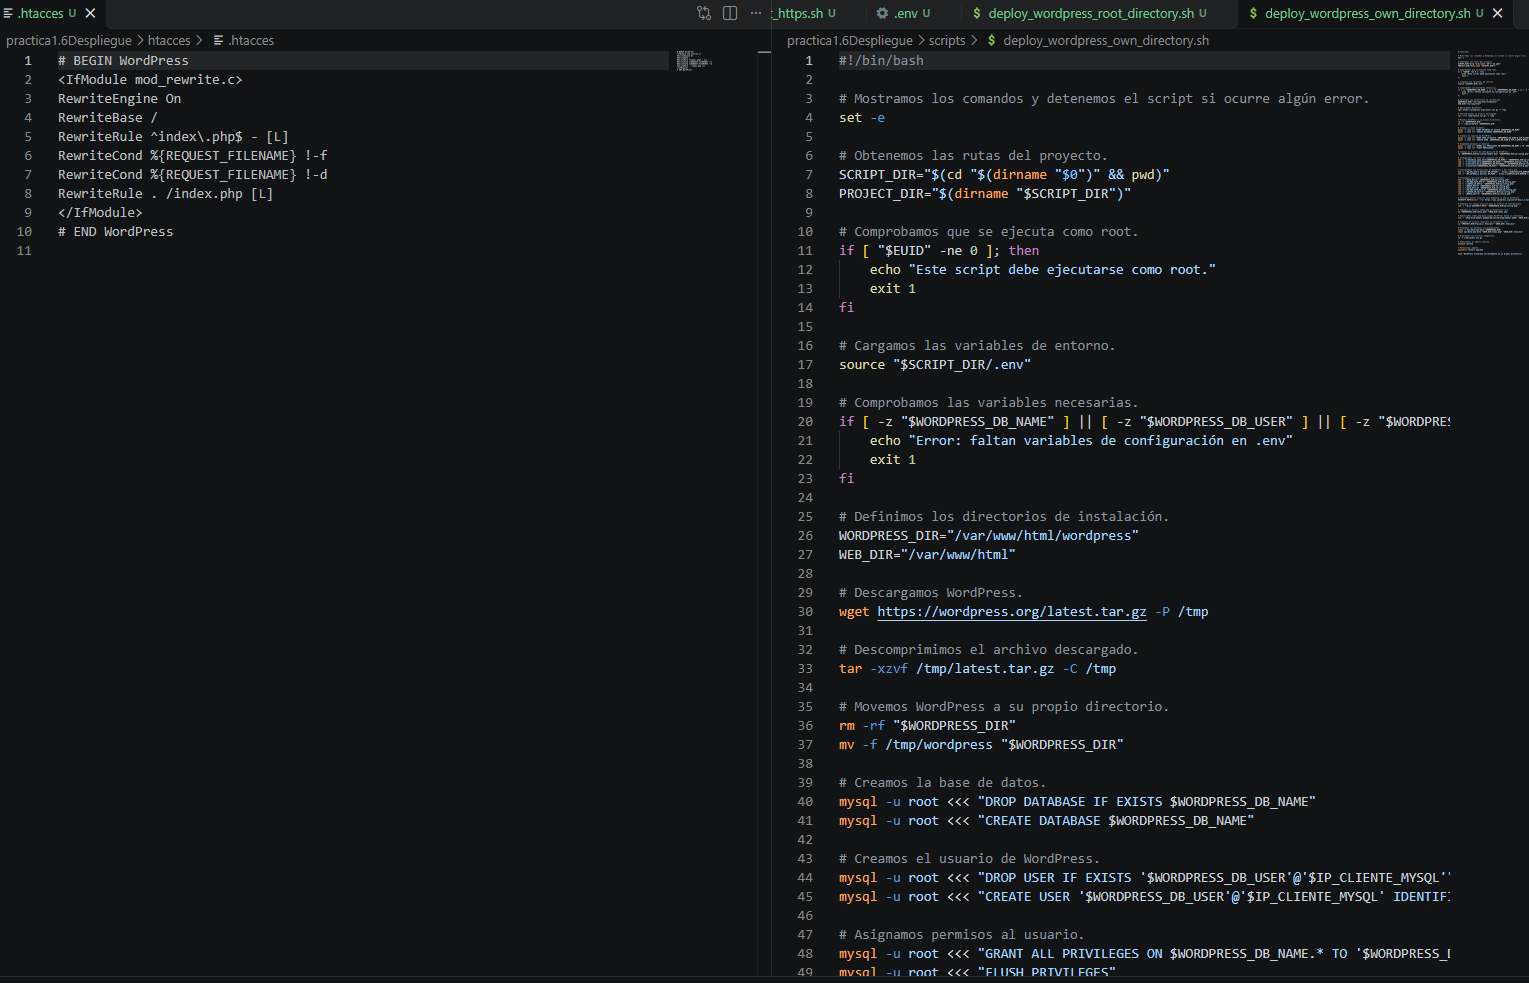 .htacces U
_https.sh U
.env U
$ deploy_wordpress_root_directory.sh U
$ deploy_wordpress_own_directory.sh U
practica1.6Despliegue > htacces > .htacces
1 # BEGIN WordPress
2 <IfModule mod_rewrite.c>
3 RewriteEngine On
4 RewriteBase /
5 RewriteRule ^index\.php$ - [L]
6 RewriteCond %{REQUEST_FILENAME} !-f
7 RewriteCond %{REQUEST_FILENAME} !-d
8 RewriteRule . /index.php [L]
9 </IfModule>
10 # END WordPress
11
practica1.6Despliegue > scripts > $ deploy_wordpress_own_directory.sh
1 #!/bin/bash
2
3 # Mostramos los comandos y detenemos el script si ocurre algún error.
4 set -e
5
6 # Obtenemos las rutas del proyecto.
7 SCRIPT_DIR="$(cd "$(dirname "$0")" && pwd)"
8 PROJECT_DIR="$(dirname "$SCRIPT_DIR")"
9
10 # Comprobamos que se ejecuta como root.
11 if [ "$EUID" -ne 0 ]; then
12 echo "Este script debe ejecutarse como root."
13 exit 1
14 fi
15
16 # Cargamos las variables de entorno.
17 source "$SCRIPT_DIR/.env"
18
19 # Comprobamos las variables necesarias.
20 if [ -z "$WORDPRESS_DB_NAME" ] || [ -z "$WORDPRESS_DB_USER" ] || [ -z "$WORDPRES
21 echo "Error: faltan variables de configuración en .env"
22 exit 1
23 fi
24
25 # Definimos los directorios de instalación.
26 WORDPRESS_DIR="/var/www/html/wordpress"
27 WEB_DIR="/var/www/html"
28
29 # Descargamos WordPress.
30 wget https://wordpress.org/latest.tar.gz -P /tmp
31
32 # Descomprimimos el archivo descargado.
33 tar -xzvf /tmp/latest.tar.gz -C /tmp
34
35 # Movemos WordPress a su propio directorio.
36 rm -rf "$WORDPRESS_DIR"
37 mv -f /tmp/wordpress "$WORDPRESS_DIR"
38
39 # Creamos la base de datos.
40 mysql -u root <<< "DROP DATABASE IF EXISTS $WORDPRESS_DB_NAME"
41 mysql -u root <<< "CREATE DATABASE $WORDPRESS_DB_NAME"
42
43 # Creamos el usuario de WordPress.
44 mysql -u root <<< "DROP USER IF EXISTS '$WORDPRESS_DB_USER'@'$IP_CLIENTE_MYSQL'"
45 mysql -u root <<< "CREATE USER '$WORDPRESS_DB_USER'@'$IP_CLIENTE_MYSQL' IDENTIF
46
47 # Asignamos permisos al usuario.
48 mysql -u root <<< "GRANT ALL PRIVILEGES ON $WORDPRESS_DB_NAME.* TO '$WORDPRESS_
49 mysql -u root <<< "FLUSH PRIVILEGES"